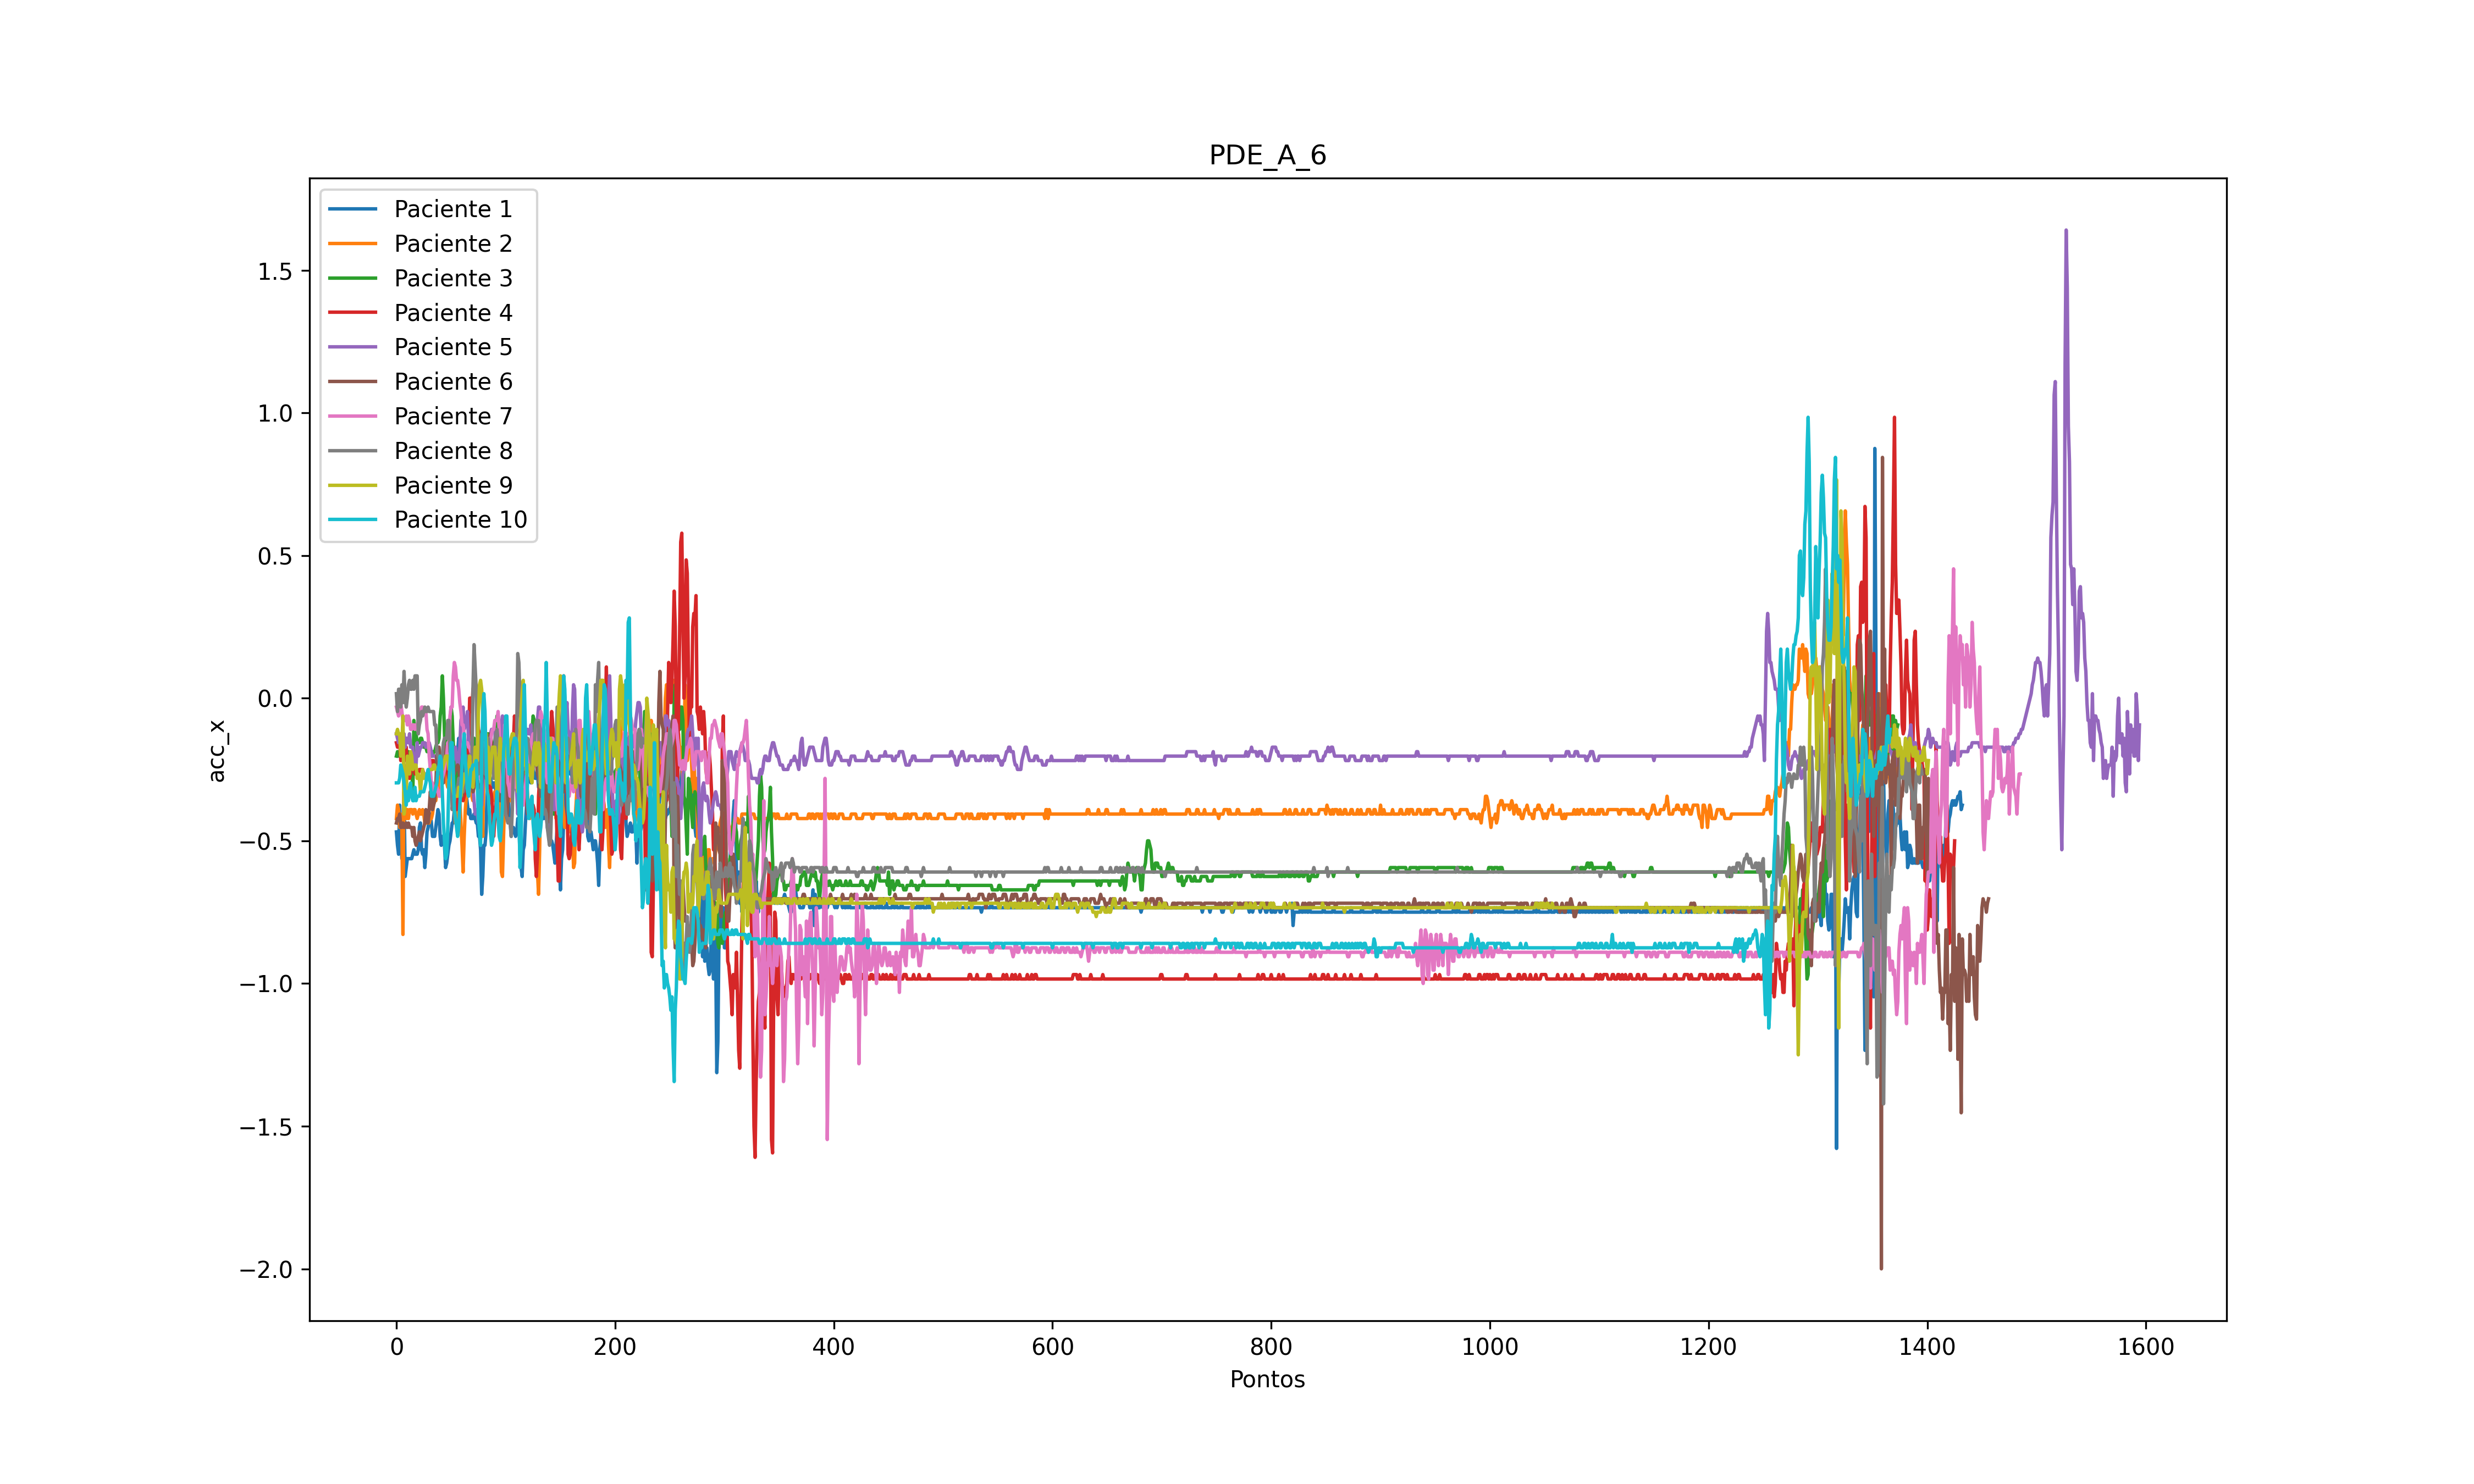 PDE_A_6
Paciente 1
Paciente 2
Paciente 3
Paciente 4
Paciente 5
Paciente 6
Paciente 7
Paciente 8
Paciente 9
Paciente 10
1.5
1.0
0.5
0.0
−0.5
−1.0
−1.5
−2.0
acc_x
0 200 400 600 800 1000 1200 1400 1600
Pontos